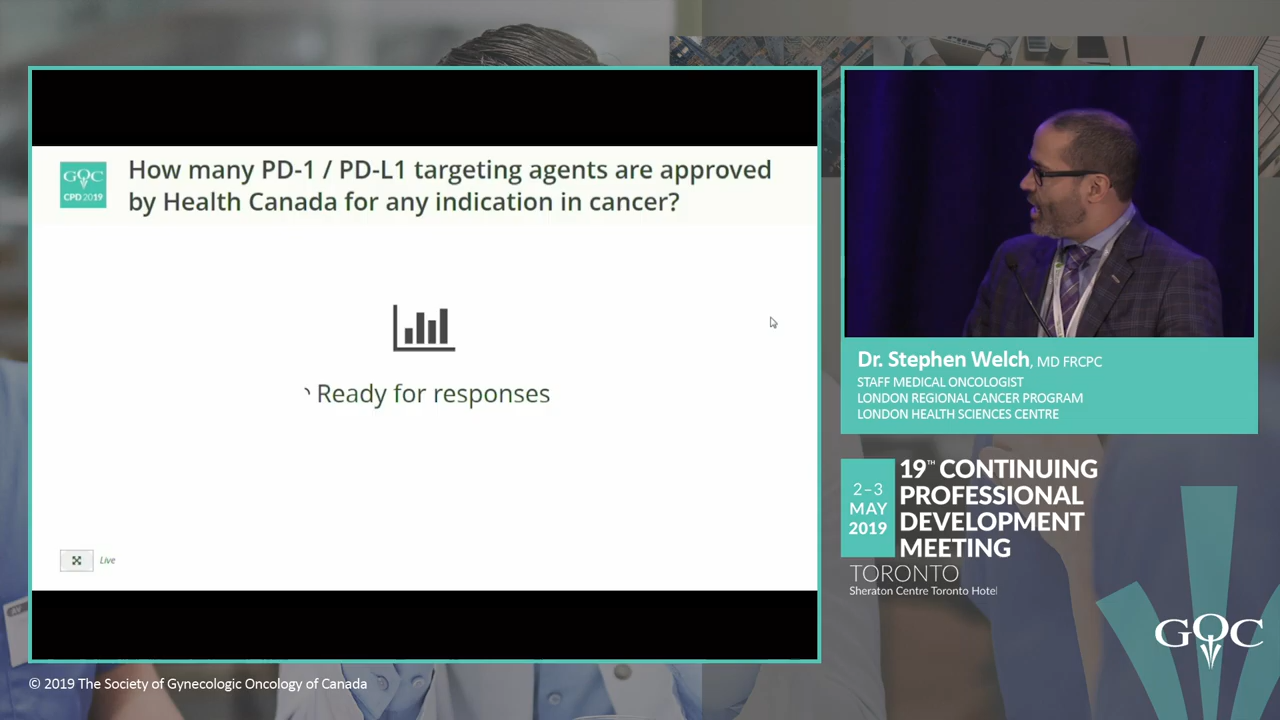 GOC
CPD 2019
How many PD-1 / PD-L1 targeting agents are approved
by Health Canada for any indication in cancer?
Ready for responses
Live
Dr. Stephen Welch, MD FRCPC
STAFF MEDICAL ONCOLOGIST
LONDON REGIONAL CANCER PROGRAM
LONDON HEALTH SCIENCES CENTRE
2–3
MAY
2019
19TH CONTINUING
PROFESSIONAL
DEVELOPMENT
MEETING
TORONTO
Sheraton Centre Toronto Hotel
GOC
© 2019 The Society of Gynecologic Oncology of Canada